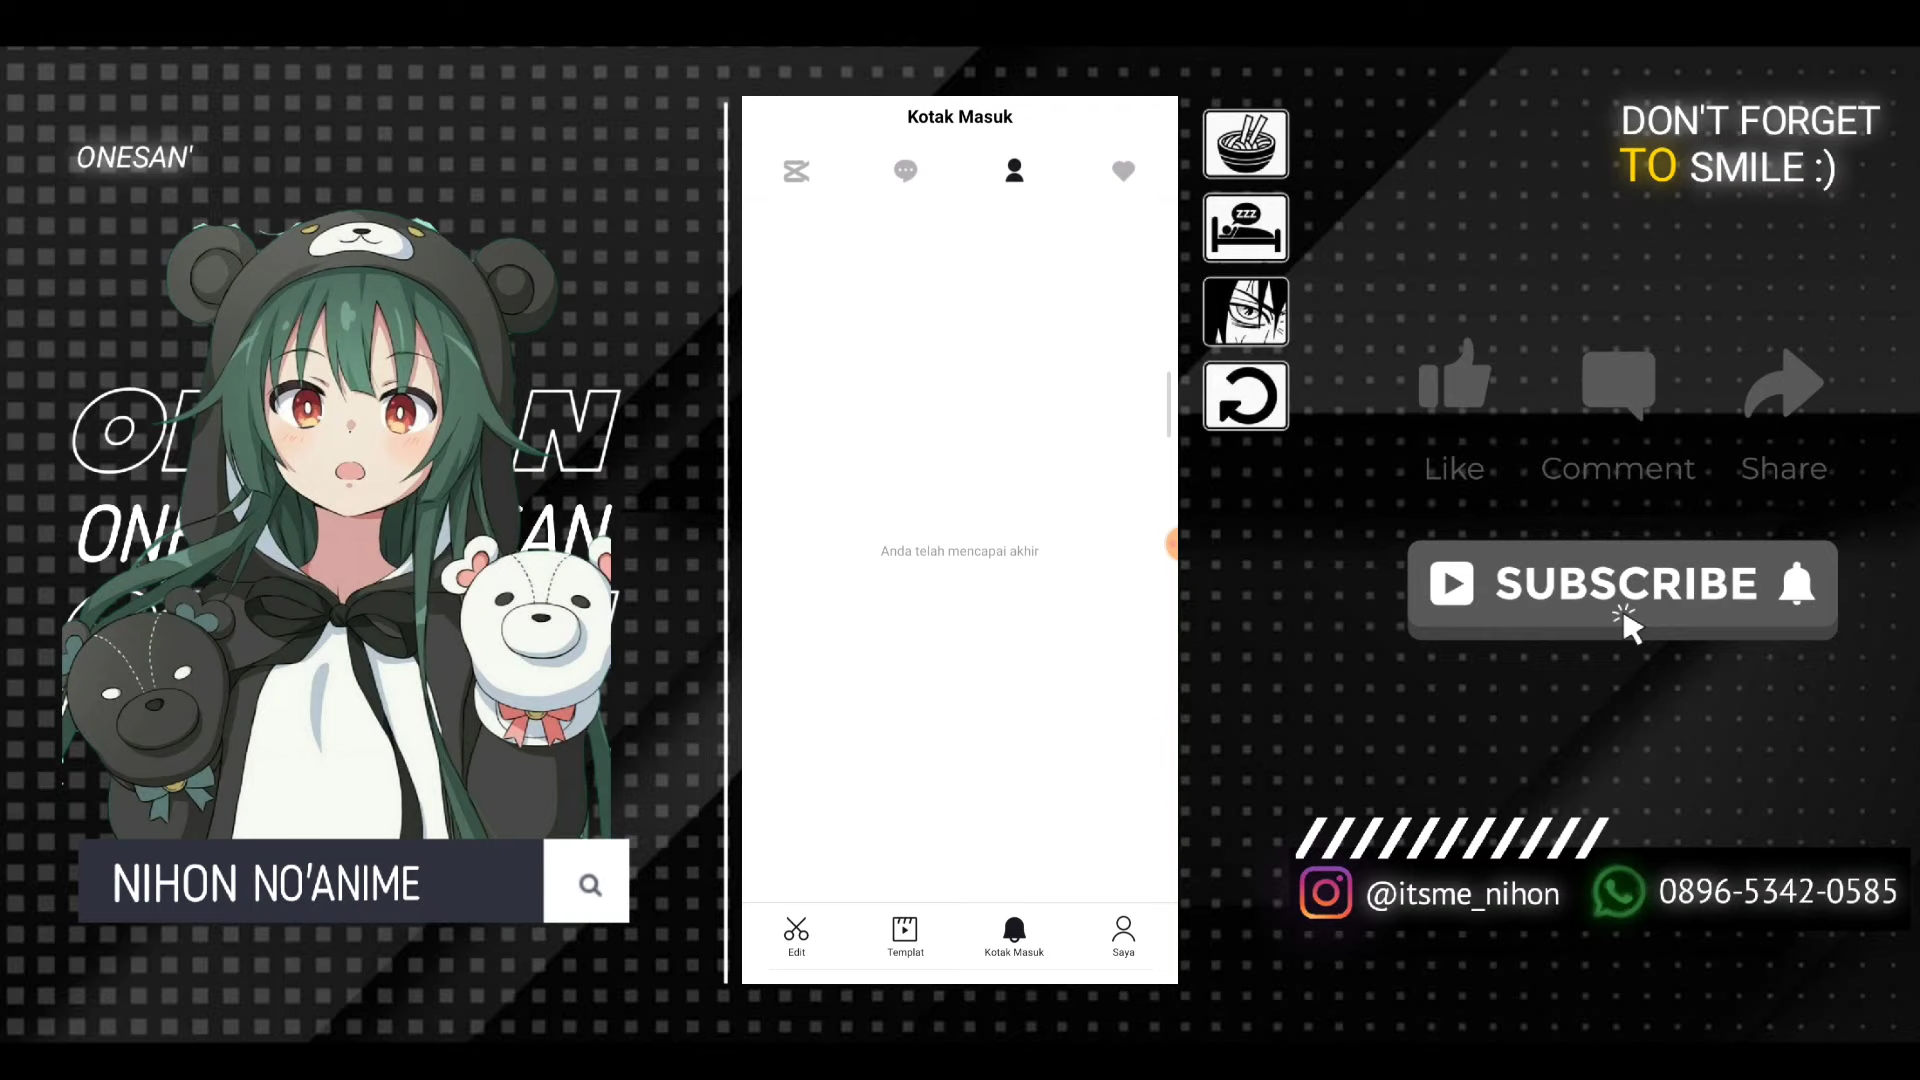 ONESAN'
NIHON NO'ANIME
Kotak Masuk
Anda telah mencapai akhir
Edit
Templat
Kotak Masuk
Saya
zzz
DON'T FORGET
TO SMILE :)
Like
Comment
Share
SUBSCRIBE
@itsme_nihon
0896-5342-0585